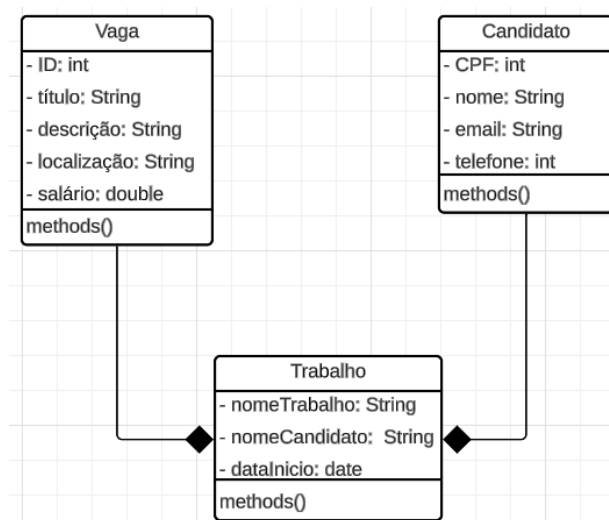 Vaga
- ID: int
- título: String
- descrição: String
- localização: String
- salário: double
methods()
Candidato
- CPF: int
- nome: String
- email: String
- telefone: int
methods()
Trabalho
- nomeTrabalho: String
- nomeCandidato:  String
- dataInicio: date
methods()